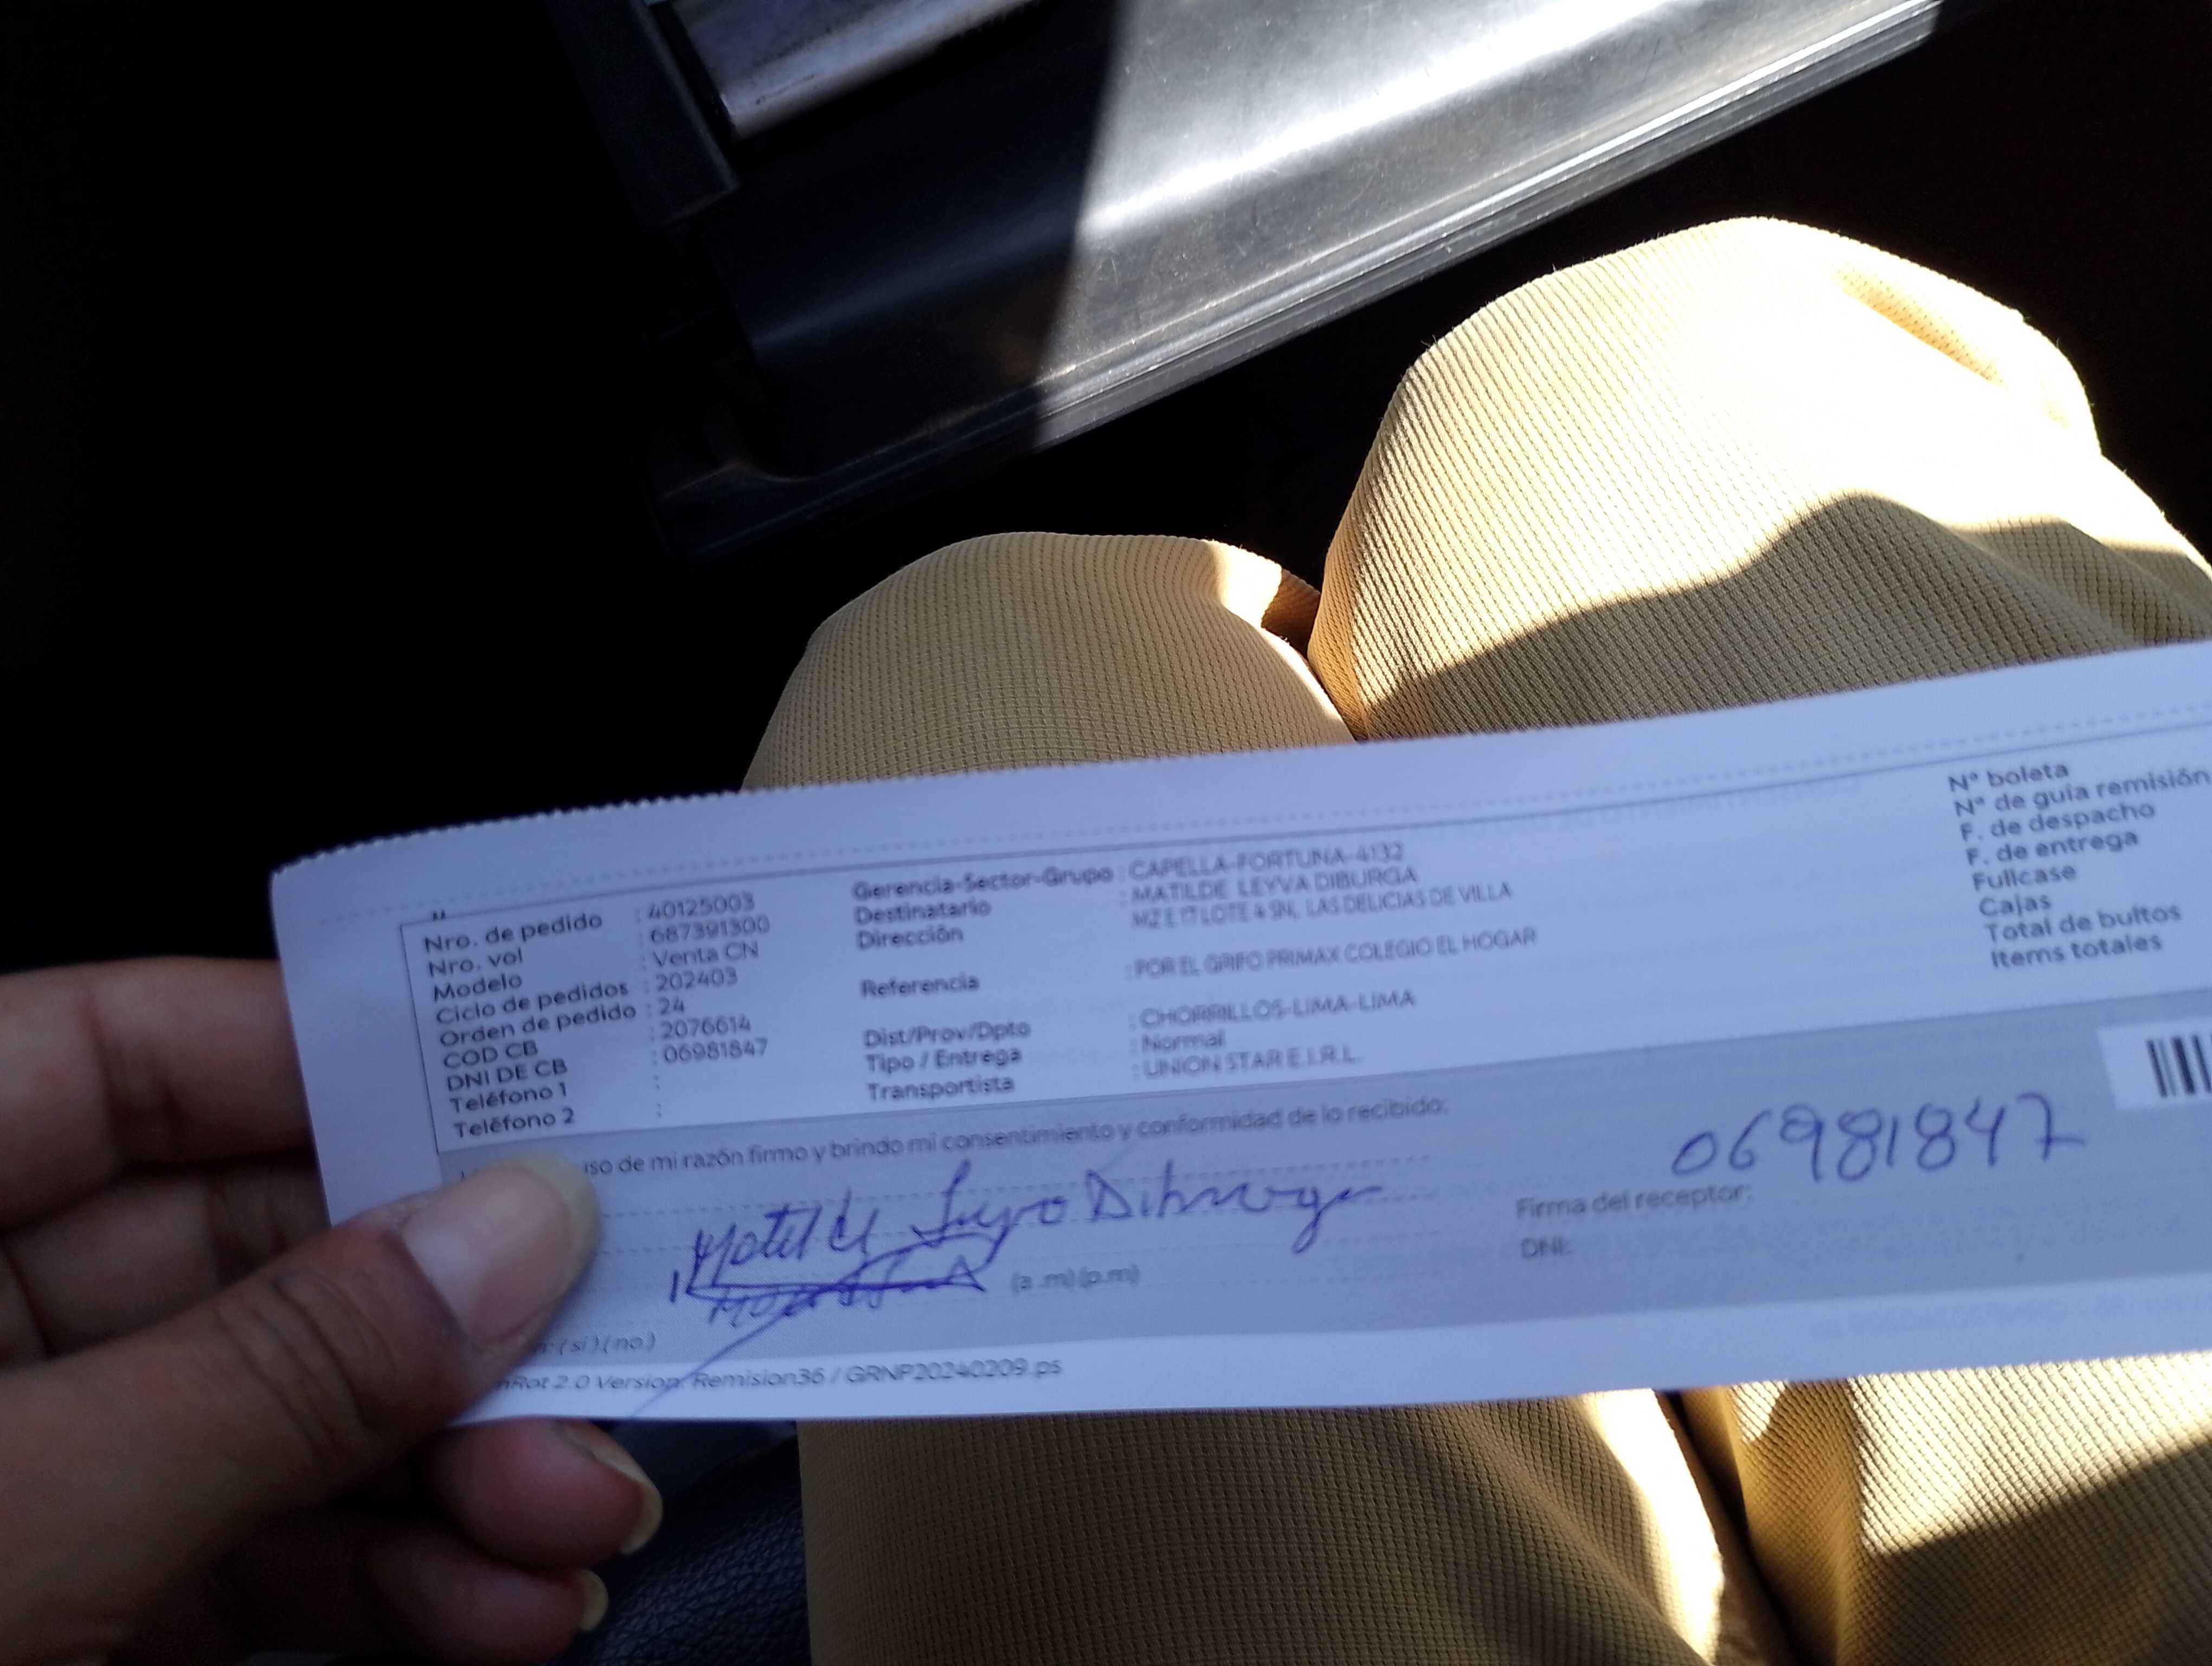 Nro. de pedido : 40125003
Nro. vol : 687391300
Modelo : Venta CN
Ciclo de pedidos : 202403
Orden de pedido : 24
COD CB : 2076614
DNI DE CB : 06981847
Teléfono 1 :
Teléfono 2 :
Gerencia-Sector-Grupo : CAPELLA-FORTUNA-4132
Destinatario : MATILDE LEYVA DIBURGA
Dirección MZ E 17 LOTE 4 SN, LAS DELICIAS DE VILLA
Referencia : POR EL GRIFO PRIMAX COLEGIO EL HOGAR
Dist/Prov/Dpto : CHORRILLOS-LIMA-LIMA
Tipo / Entrega : Normal
Transportista : UNION STAR E.I.R.L.
N° boleta
N° de guía remisión
F. de despacho
F. de entrega
Fullcase
Cajas
Total de bultos
Items totales
uso de mi razón firmo y brindo mi consentimiento y conformidad de lo recibido:
06981847
Firma del receptor:
DNI:
(a .m) (p.m)
( si ) ( no )
Rot 2.0 Version: Remision36 / GRNP20240209.ps